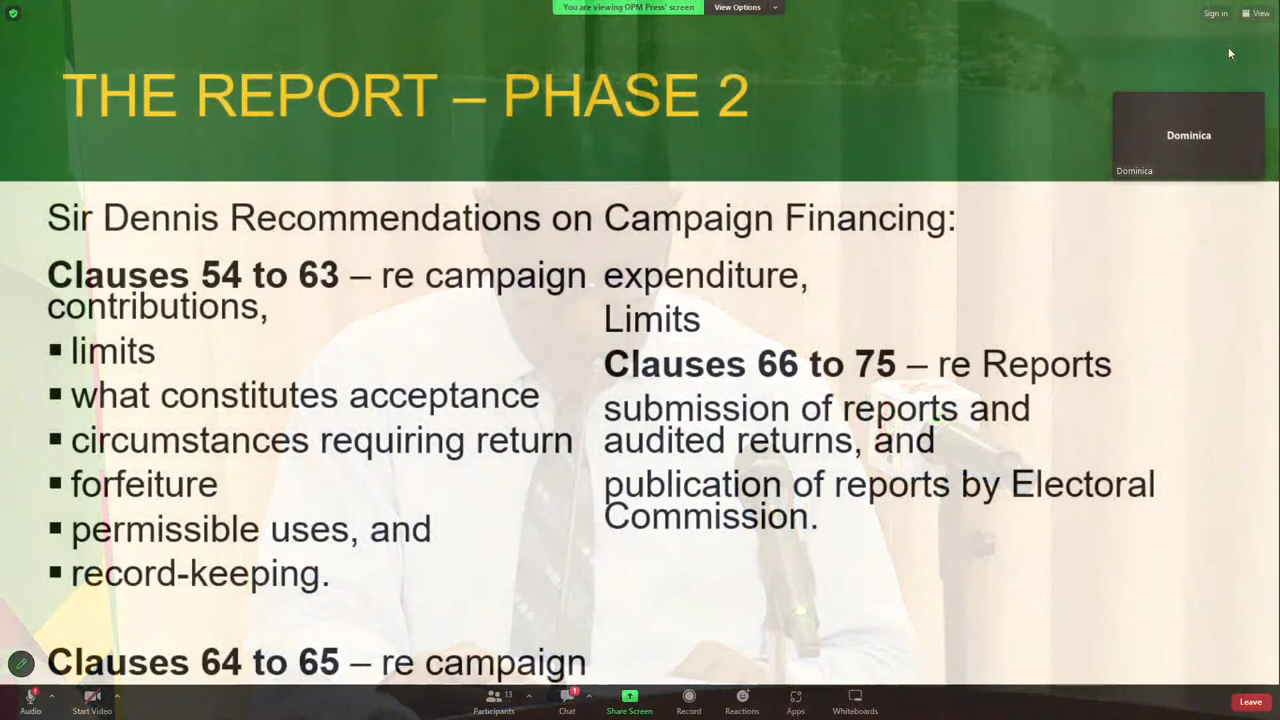 You are viewing OPM Press' screen
View Options
Sign in
View
THE REPORT – PHASE 2
Dominica
Dominica
Sir Dennis Recommendations on Campaign Financing:
Clauses 54 to 63 – re campaign
contributions,
▪ limits
▪ what constitutes acceptance
▪ circumstances requiring return
▪ forfeiture
▪ permissible uses, and
▪ record-keeping.
Clauses 64 to 65 – re campaign
expenditure,
Limits
Clauses 66 to 75 – re Reports
submission of reports and
audited returns, and
publication of reports by Electoral
Commission.
Audio
Start Video
Participants
13
Chat
1
Share Screen
Record
Reactions
Apps
Whiteboards
Leave